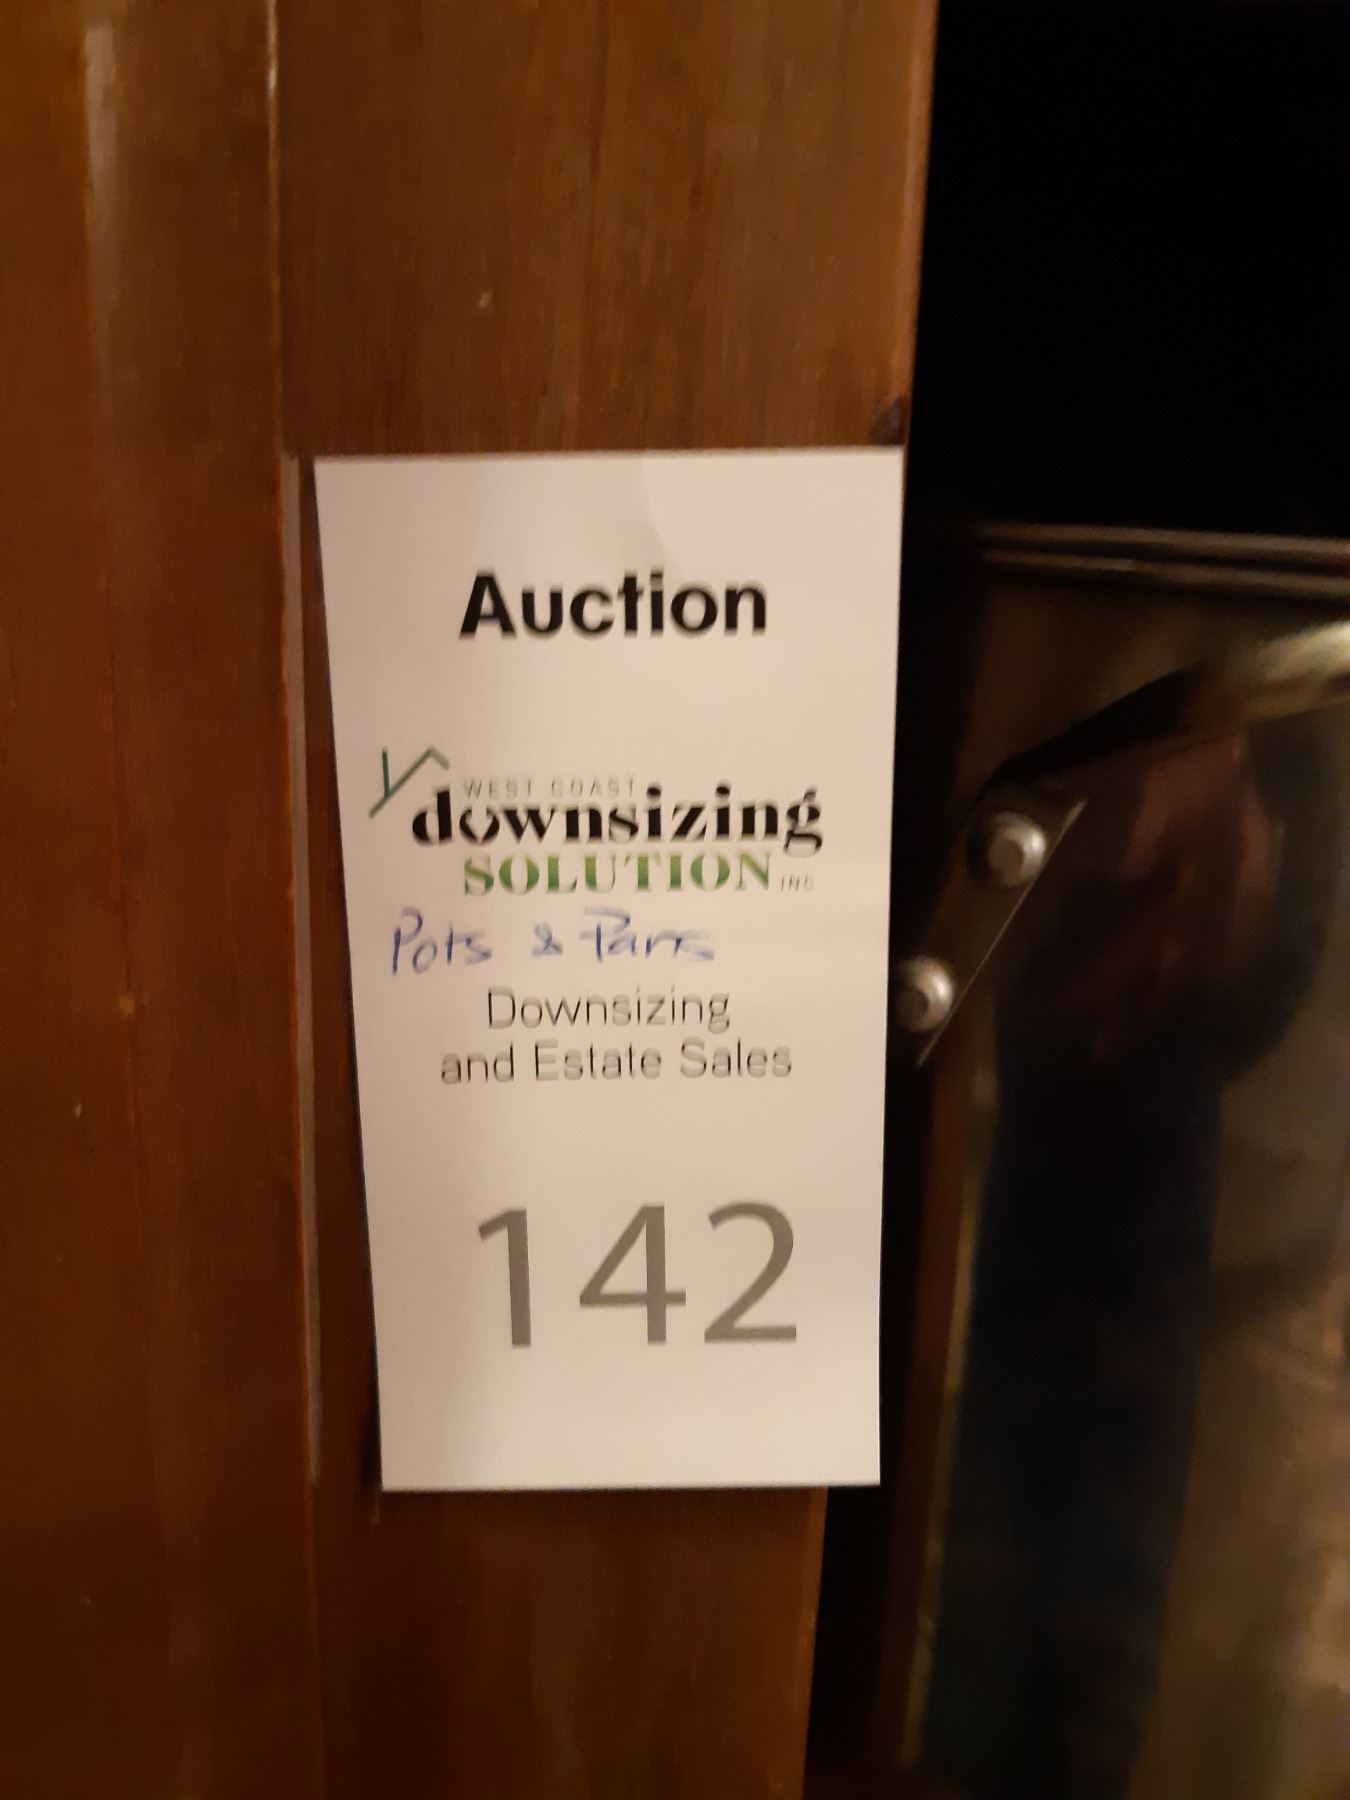 Auction
WEST COAST
downsizing
SOLUTION INC
Pots & Pans
Downsizing
and Estate Sales
142